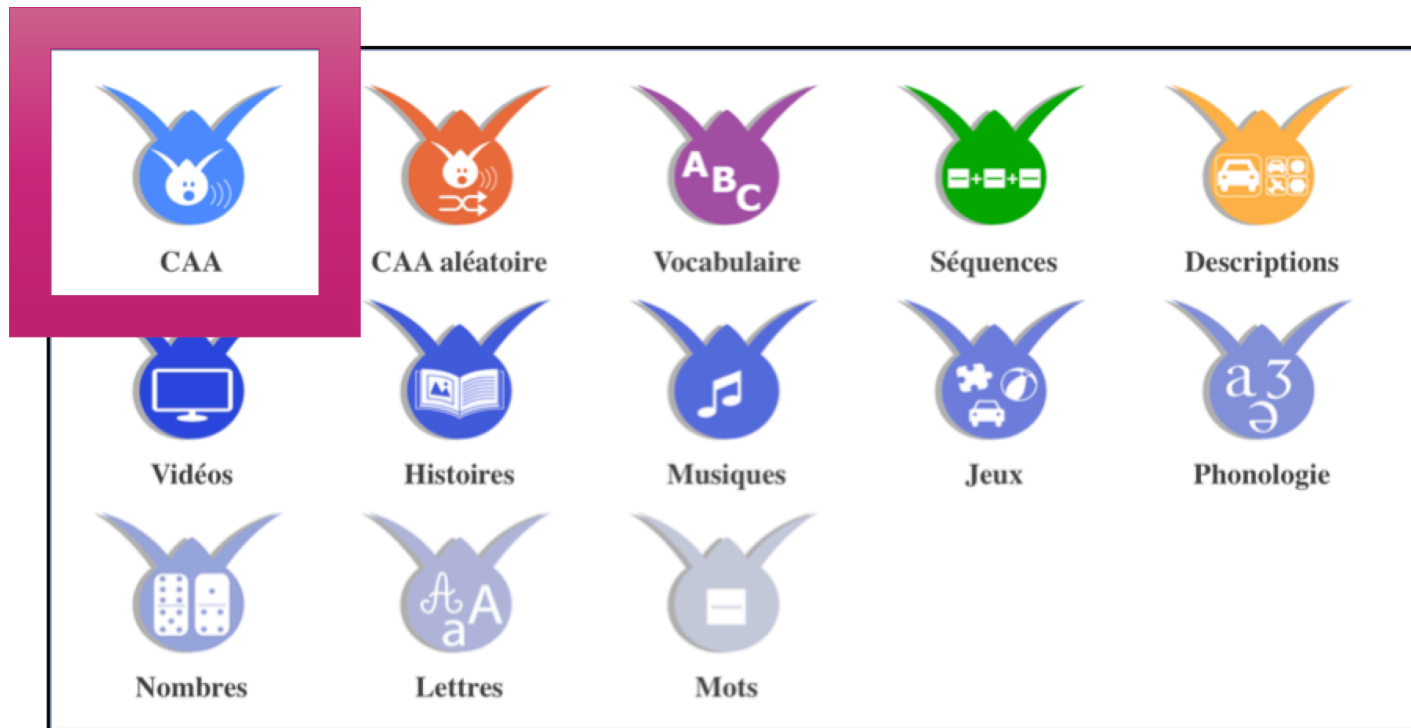 CAA
CAA aléatoire
Vocabulaire
Séquences
Descriptions
Vidéos
Histoires
Musiques
Jeux
Phonologie
Nombres
Lettres
Mots
A
B
C
a ʒ
ə
A A
a